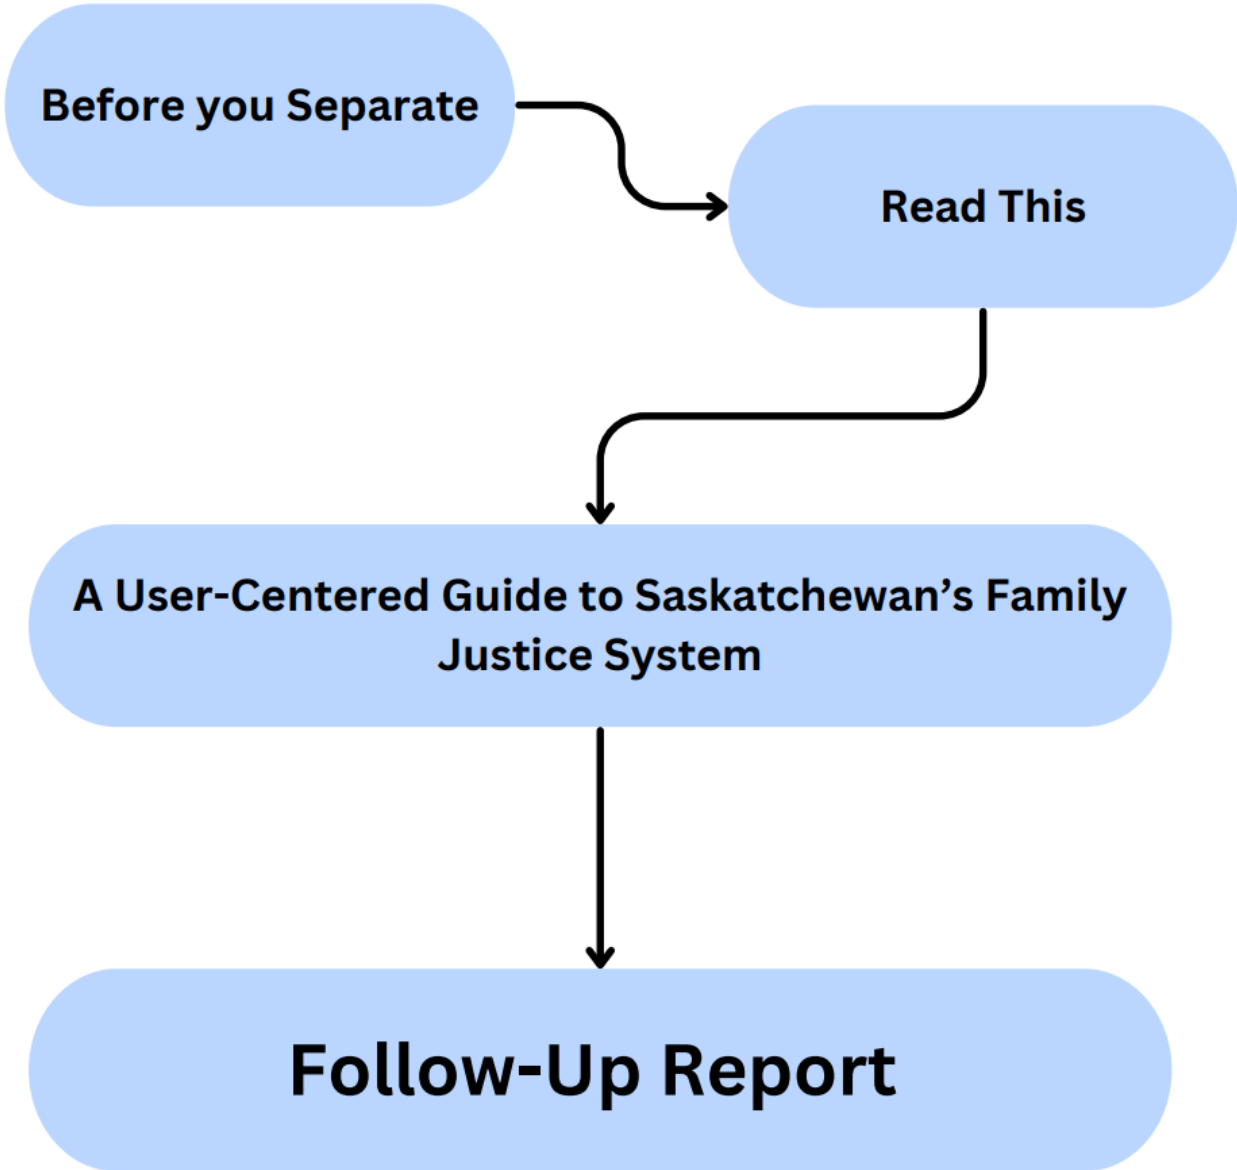 Before you Separate
Read This
A User-Centered Guide to Saskatchewan’s Family
Justice System
Follow-Up Report